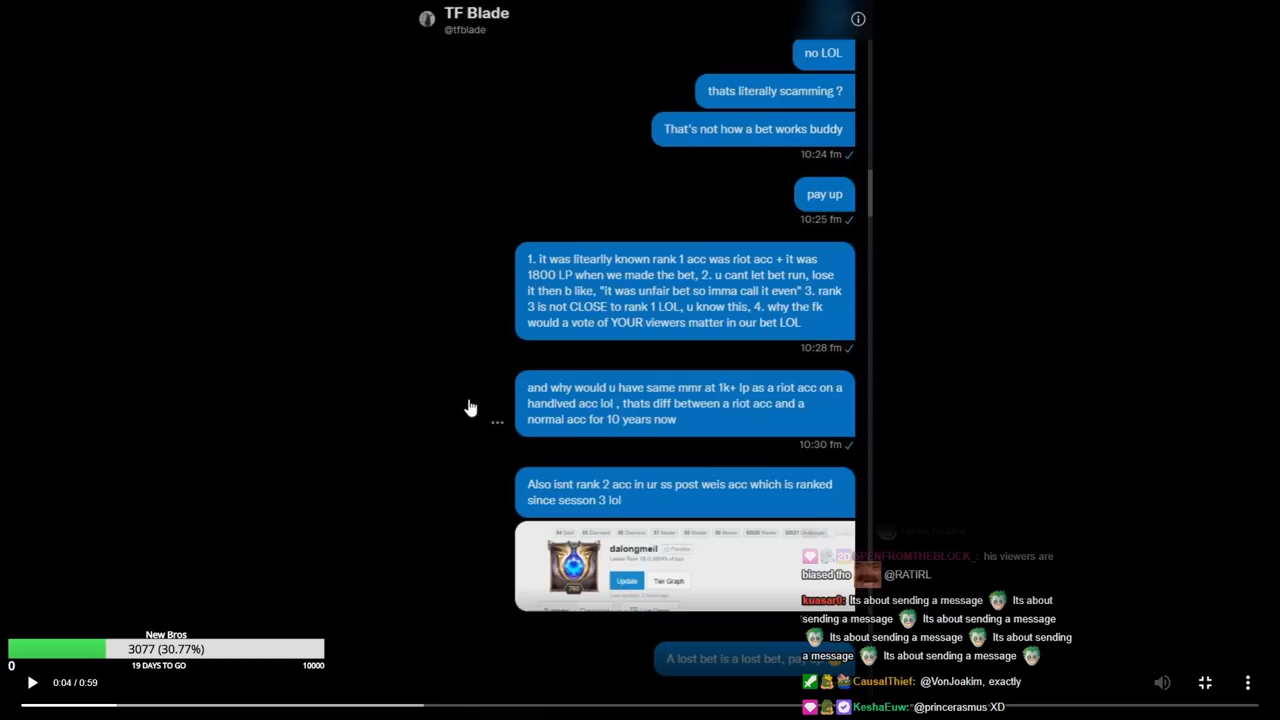 TF Blade
@tfblade
no LOL
thats literally scamming ?
That's not how a bet works buddy
10:24 fm
pay up
10:25 fm
1. it was litearlly known rank 1 acc was riot acc + it was
1800 LP when we made the bet, 2. u cant let bet run, lose
it then b like, "it was unfair bet so imma call it even" 3. rank
3 is not CLOSE to rank 1 LOL, u know this, 4. why the fk
would a vote of YOUR viewers matter in our bet LOL
10:28 fm
and why would u have same mmr at 1k+ lp as a riot acc on a
handlved acc lol , thats diff between a riot acc and a
normal acc for 10 years now
10:30 fm
Also isnt rank 2 acc in ur ss post weis acc which is ranked
since sesson 3 lol
dalongmeil
Update Tier Graph
760
A lost bet is a lost bet, pay up
SPENFROMTHEBLOCK_: his viewers are
biased tho @RATIRL
kuasar0: Its about sending a message Its about
sending a message Its about sending a message
Its about sending a message Its about sending
a message Its about sending a message
CausalThief: @VonJoakim, exactly
KeshaEuw: @princerasmus XD
New Bros
3077 (30.77%)
0 19 DAYS TO GO 10000
0:04 / 0:59